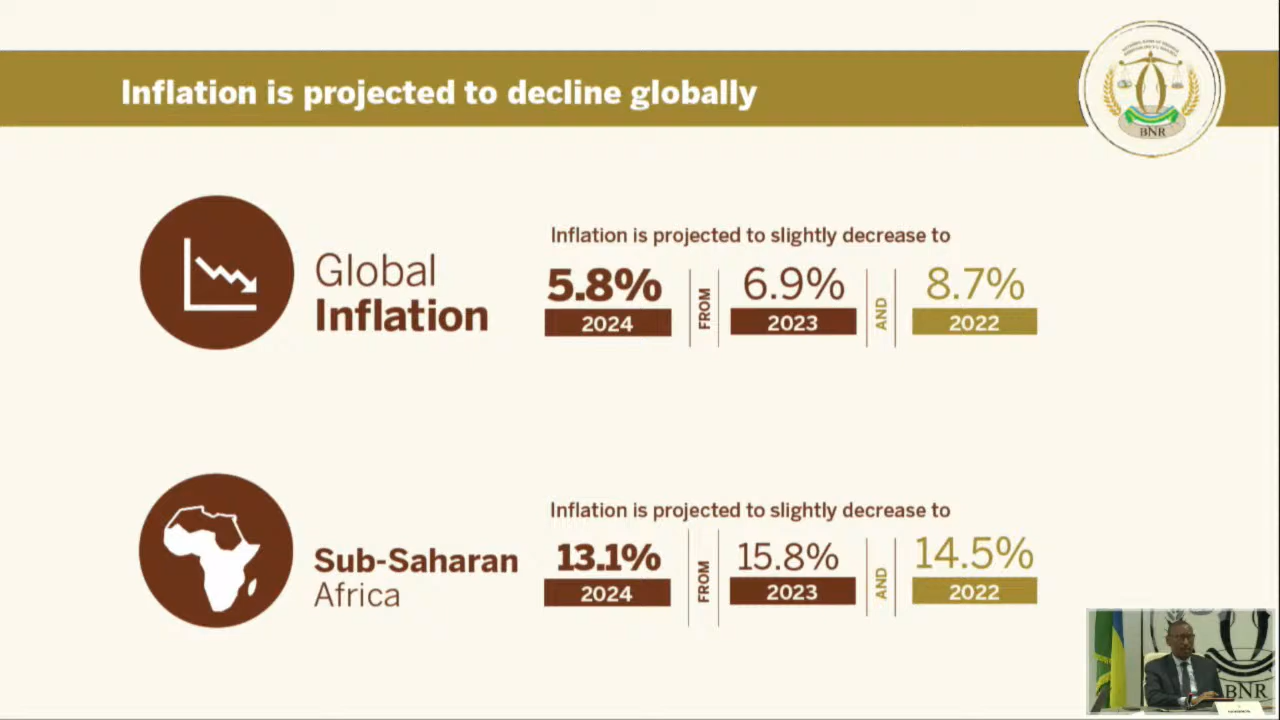 Inflation is projected to decline globally
BNR
Global
Inflation
Inflation is projected to slightly decrease to
5.8%
2024
FROM
6.9%
2023
AND
8.7%
2022
Sub-Saharan
Africa
Inflation is projected to slightly decrease to
13.1%
2024
FROM
15.8%
2023
AND
14.5%
2022
BNR